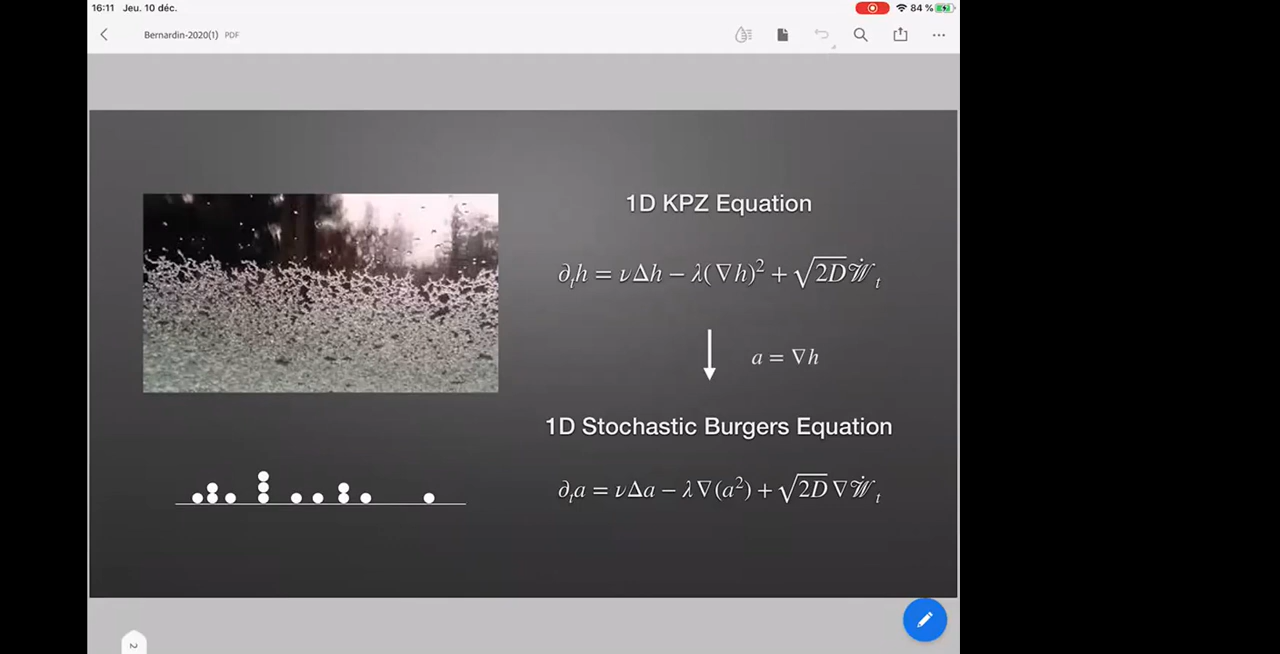 16:11 Jeu. 10 déc. 84 %
Bernardin-2020(1) PDF
1D KPZ Equation
∂ₜh = νΔh − λ(∇h)² + √2D 𝒲̇ₜ
a = ∇h
1D Stochastic Burgers Equation
∂ₜa = νΔa − λ∇(a²) + √2D ∇𝒲̇ₜ
2